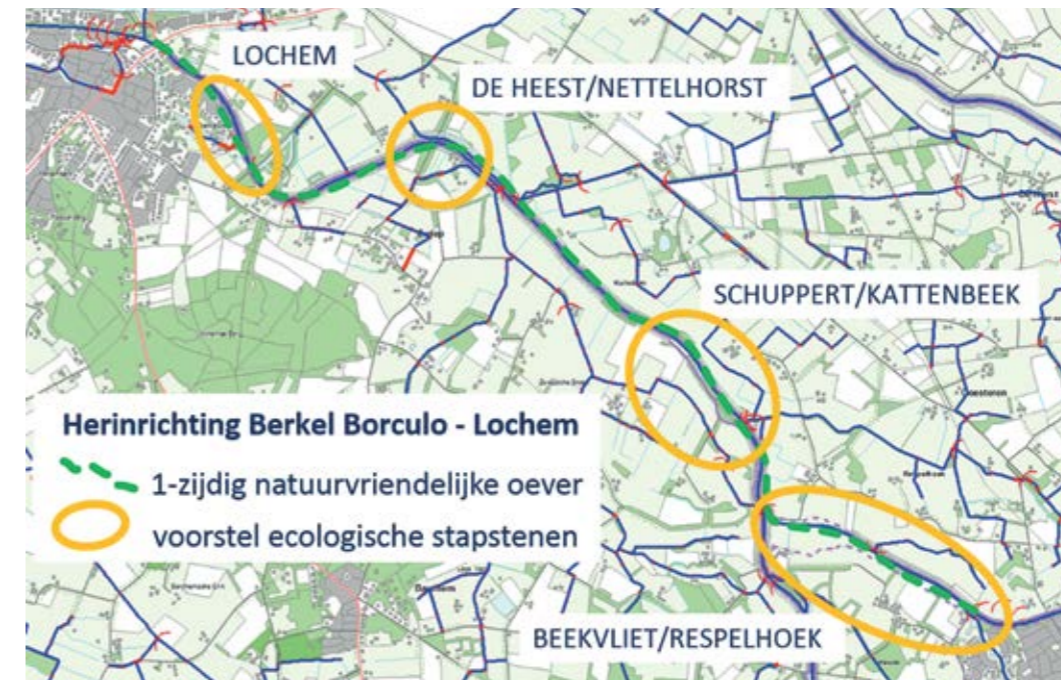 LOCHEM
DE HEEST/NETTELHORST
SCHUPPERT/KATTENBEEK
Herinrichting Berkel Borculo - Lochem
1-zijdig natuurvriendelijke oever
voorstel ecologische stapstenen
BEEKVLIET/RESPELHOEK